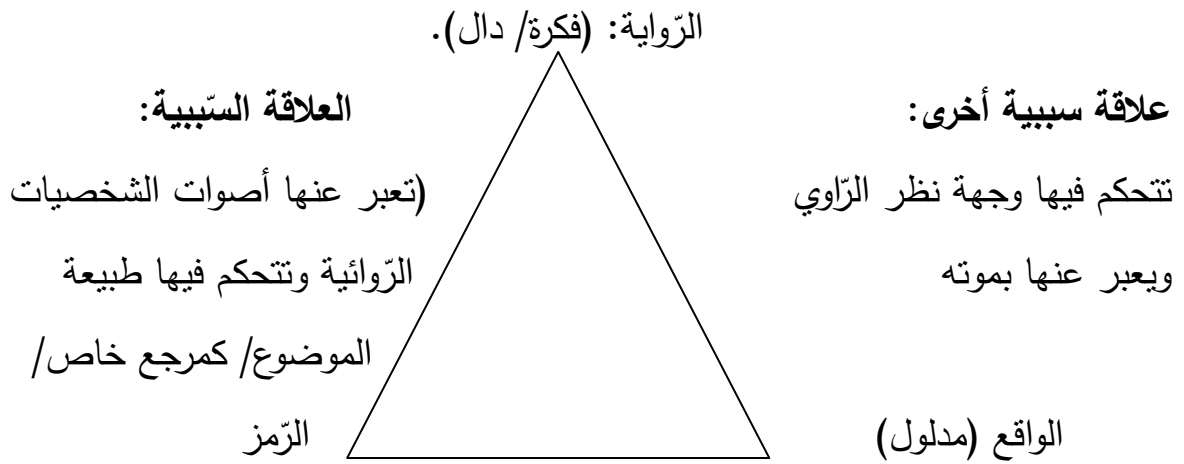 الرّواية: (فكرة/ دال).
علاقة سببية أخرى:
تتحكم فيها وجهة نظر الرّاوي
ويعبر عنها بموته
الواقع (مدلول)
العلاقة السّببية:
(تعبر عنها أصوات الشخصيات
الرّوائية وتتحكم فيها طبيعة
الموضوع/ كمرجع خاص/
الرّمز